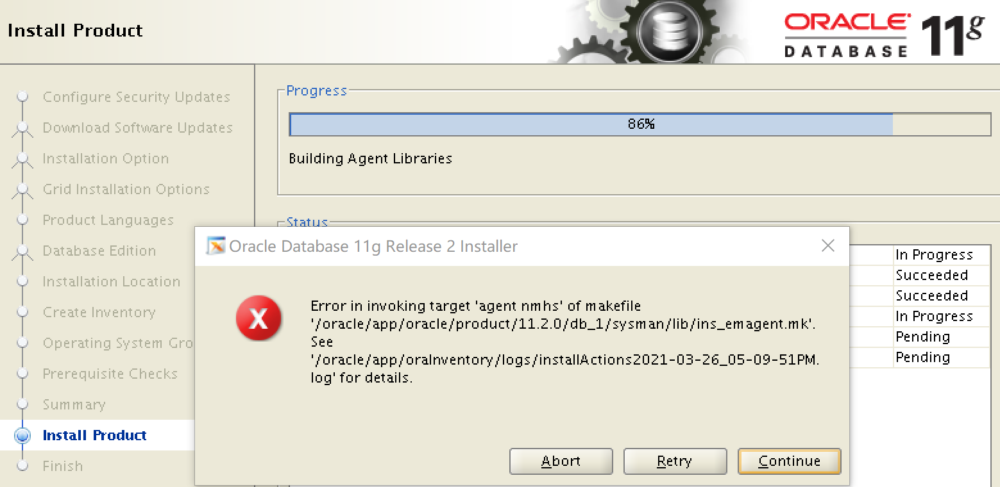 Install Product
ORACLE
DATABASE 11g
Configure Security Updates
Download Software Updates
Installation Option
Grid Installation Options
Product Languages
Database Edition
Installation Location
Create Inventory
Operating System Gro
Prerequisite Checks
Summary
Install Product
Finish
Progress
86%
Building Agent Libraries
Status
In Progress
Succeeded
Succeeded
In Progress
Pending
Pending
Oracle Database 11g Release 2 Installer
Error in invoking target 'agent nmhs' of makefile
'/oracle/app/oracle/product/11.2.0/db_1/sysman/lib/ins_emagent.mk'.
See
'/oracle/app/oraInventory/logs/installActions2021-03-26_05-09-51PM.
log' for details.
Abort
Retry
Continue